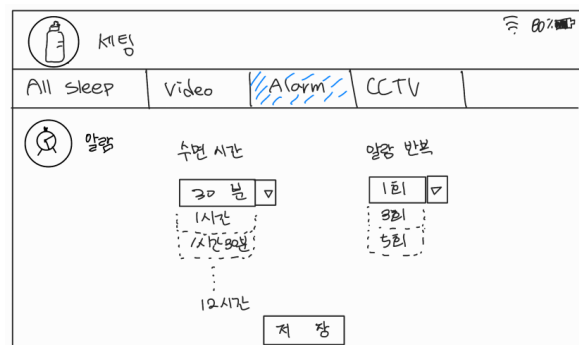 세팅
80%
All Sleep
Video
Alarm
CCTV
알람
수면 시간
알람 반복
30 분
1회
1시간
3회
1시간30분
5회
12시간
저 장